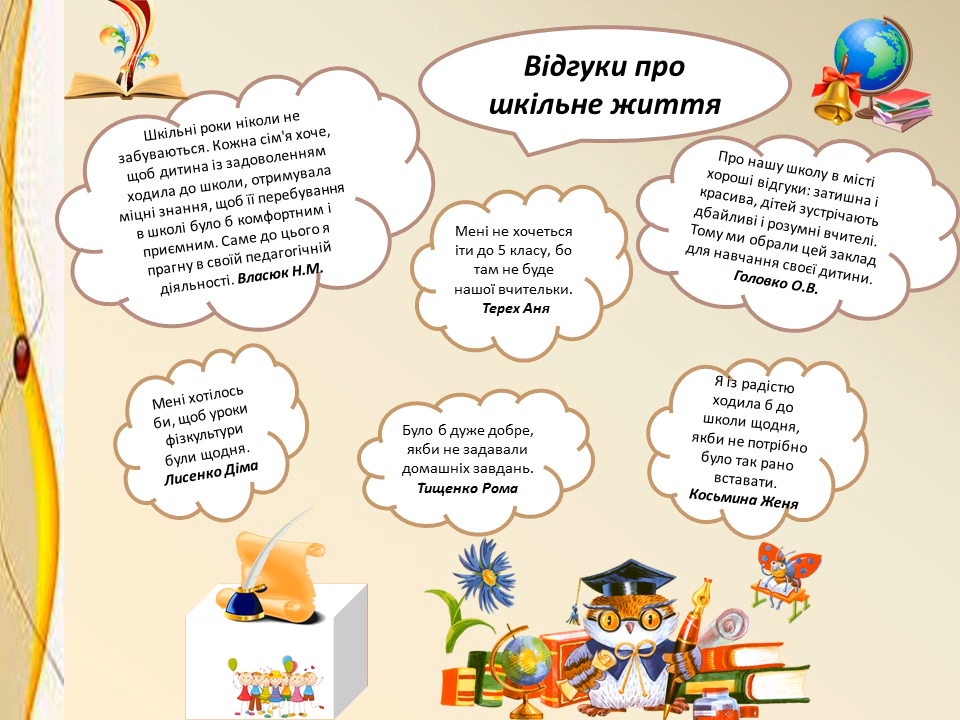 Відгуки про
шкільне життя
Шкільні роки ніколи не
забуваються. Кожна сім'я хоче,
щоб дитина із задоволенням
ходила до школи, отримувала
міцні знання, щоб її перебування
в школі було б комфортним і
приємним. Саме до цього я
прагну в своїй педагогічній
діяльності. Власюк Н.М.
Мені не хочеться
іти до 5 класу, бо
там не буде
нашої вчительки.
Терех Аня
Про нашу школу в місті
хороші відгуки: затишна і
красива, дітей зустрічають
дбайливі і розумні вчителі.
Тому ми обрали цей заклад
для навчання своєї дитини.
Головко О.В.
Мені хотілось
би, щоб уроки
фізкультури
були щодня.
Лисенко Діма
Було б дуже добре,
якби не задавали
домашніх завдань.
Тищенко Рома
Я із радістю
ходила б до
школи щодня,
якби не потрібно
було так рано
вставати.
Косьмина Женя